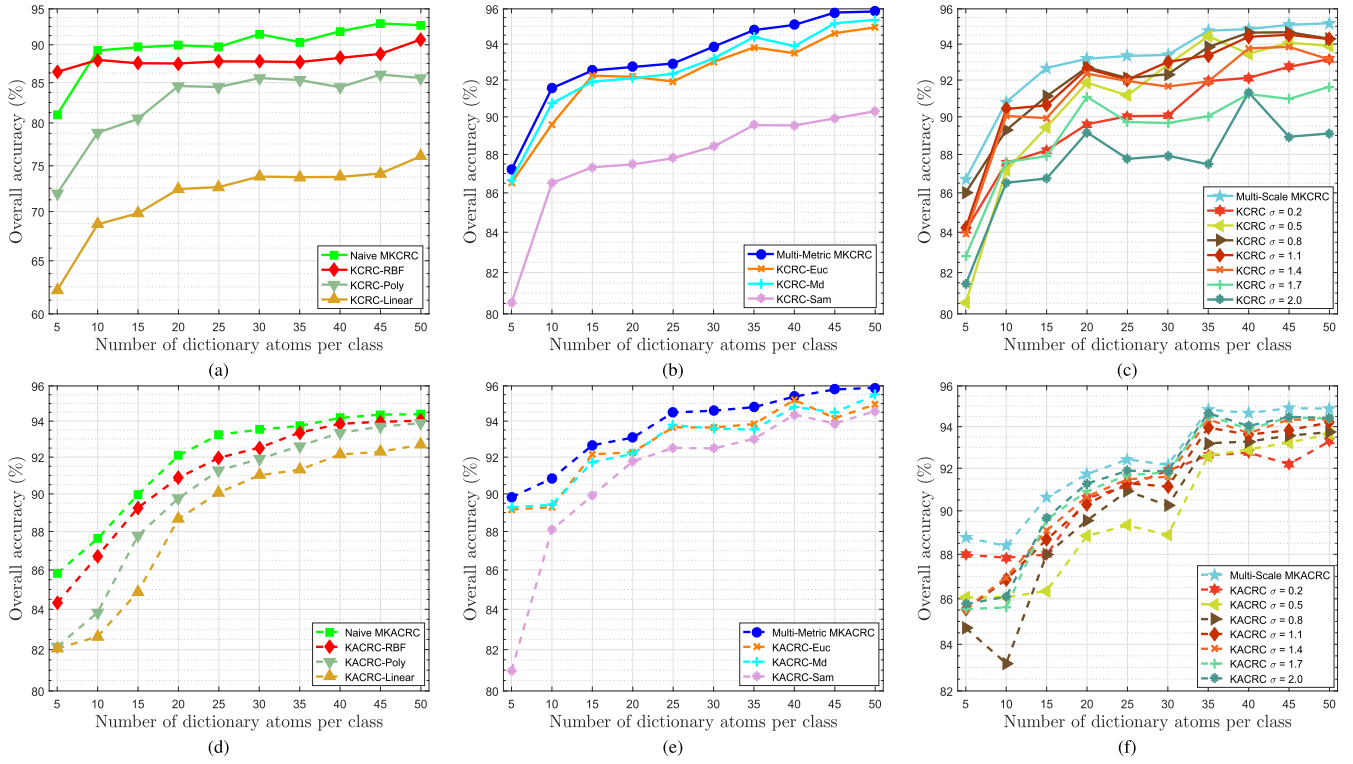 95
90
85
80
75
70
65
60
Overall accuracy (%)
Naive MKCRC
KCRC-RBF
KCRC-Poly
KCRC-Linear
5 10 15 20 25 30 35 40 45 50
Number of dictionary atoms per class
(a)
96
94
92
90
88
86
84
82
80
Overall accuracy (%)
Multi-Metric MKCRC
KCRC-Euc
KCRC-Md
KCRC-Sam
5 10 15 20 25 30 35 40 45 50
Number of dictionary atoms per class
(b)
96
94
92
90
88
86
84
82
80
Overall accuracy (%)
Multi-Scale MKCRC
KCRC σ = 0.2
KCRC σ = 0.5
KCRC σ = 0.8
KCRC σ = 1.1
KCRC σ = 1.4
KCRC σ = 1.7
KCRC σ = 2.0
5 10 15 20 25 30 35 40 45 50
Number of dictionary atoms per class
(c)
96
94
92
90
88
86
84
82
80
Overall accuracy (%)
Naive MKACRC
KACRC-RBF
KACRC-Poly
KACRC-Linear
5 10 15 20 25 30 35 40 45 50
Number of dictionary atoms per class
(d)
96
94
92
90
88
86
84
82
80
Overall accuracy (%)
Multi-Metric MKACRC
KACRC-Euc
KACRC-Md
KACRC-Sam
5 10 15 20 25 30 35 40 45 50
Number of dictionary atoms per class
(e)
96
94
92
90
88
86
84
82
Overall accuracy (%)
Multi-Scale MKACRC
KACRC σ = 0.2
KACRC σ = 0.5
KACRC σ = 0.8
KACRC σ = 1.1
KACRC σ = 1.4
KACRC σ = 1.7
KACRC σ = 2.0
5 10 15 20 25 30 35 40 45 50
Number of dictionary atoms per class
(f)